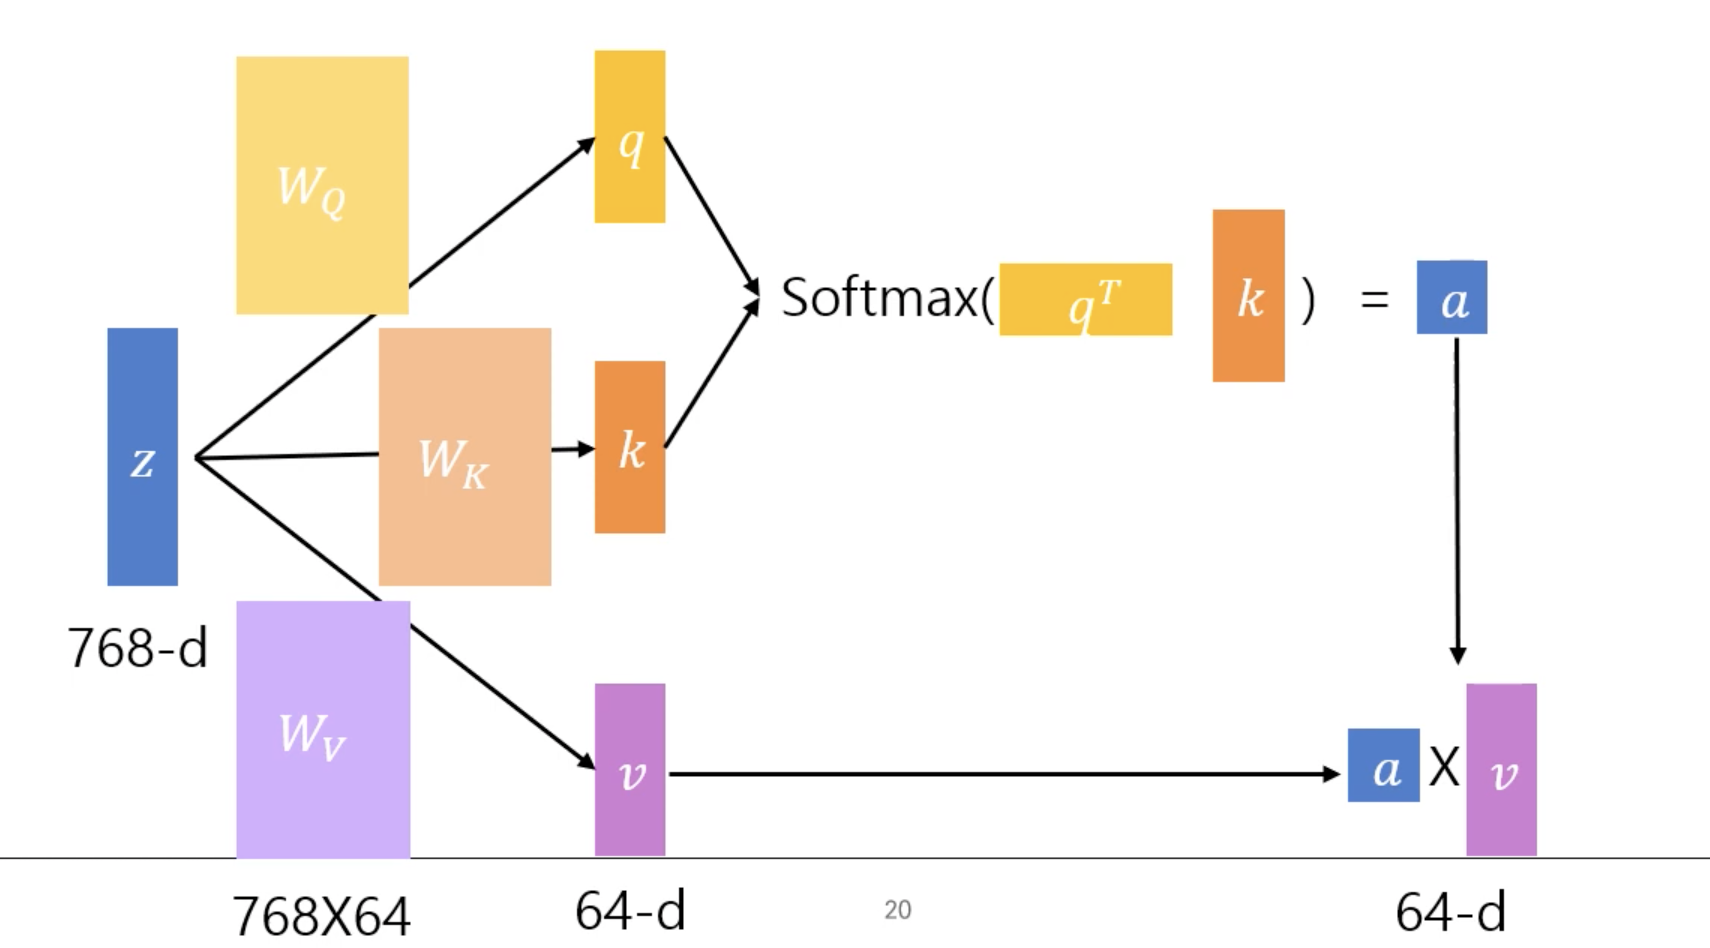 W_Q
q
Softmax( q^T k ) = a
z
W_K
k
768-d
W_V
v
a X v
768X64
64-d
20
64-d